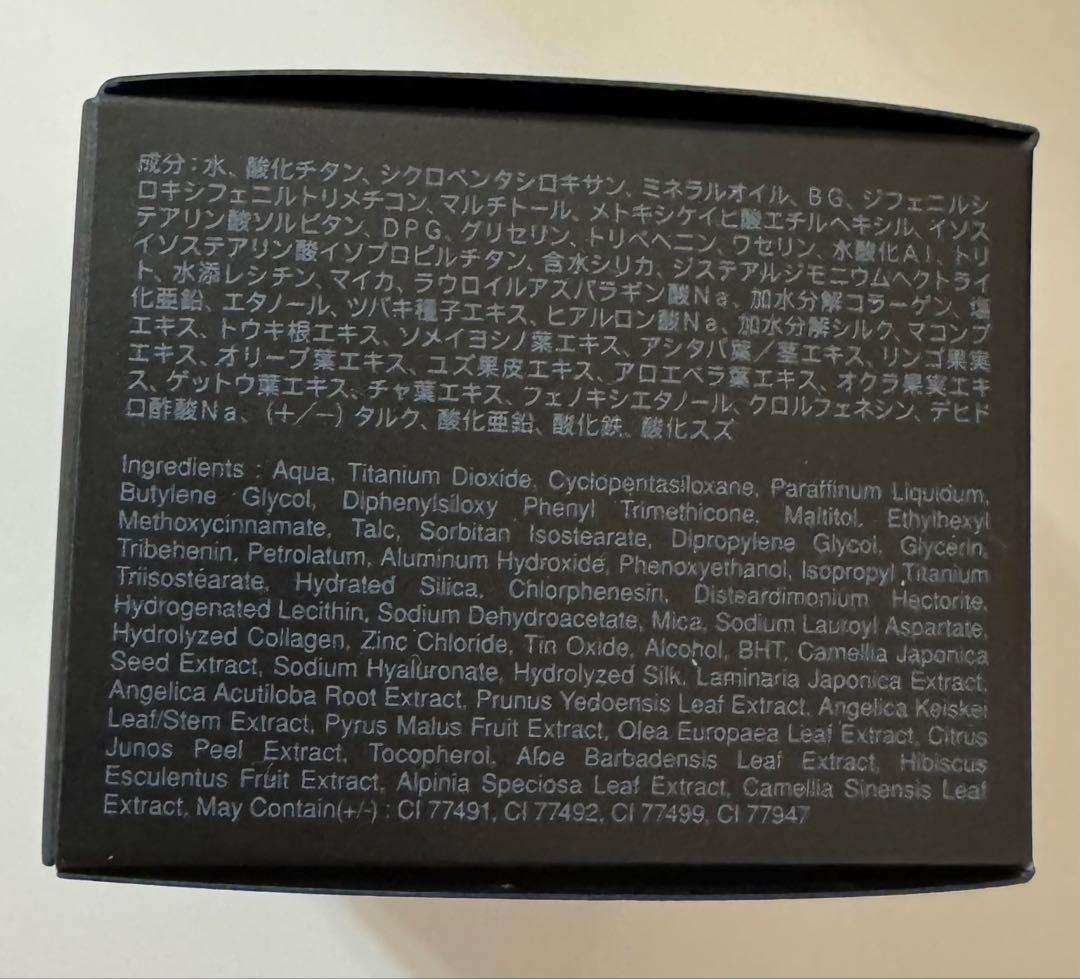 成分：水、酸化チタン、シクロペンタシロキサン、ミネラルオイル、ＢＧ、ジフェニルシ
ロキシフェニルトリメチコン、マルチトール、メトキシケイヒ酸エチルヘキシル、イソス
テアリン酸ソルビタン、ＤＰＧ、グリセリン、トリベヘニン、ワセリン、水酸化Ａｌ、トリ
イソステアリン酸イソプロピルチタン、含水シリカ、ジステアルジモニウムヘクトライ
ト、水添レシチン、マイカ、ラウロイルアスパラギン酸Ｎａ、加水分解コラーゲン、塩
化亜鉛、エタノール、ツバキ種子エキス、ヒアルロン酸Ｎａ、加水分解シルク、マコンブ
エキス、トウキ根エキス、ソメイヨシノ葉エキス、アシタバ葉／茎エキス、リンゴ果実
エキス、オリーブ葉エキス、ユズ果皮エキス、アロエベラ葉エキス、オクラ果実エキ
ス、ゲットウ葉エキス、チャ葉エキス、フェノキシエタノール、クロルフェネシン、デヒド
ロ酢酸Ｎａ、（＋／－）タルク、酸化亜鉛、酸化鉄、酸化スズ
Ingredients : Aqua, Titanium Dioxide, Cyclopentasiloxane, Paraffinum Liquidum,
Butylene Glycol, Diphenylsiloxy Phenyl Trimethicone, Maltitol, Ethylhexyl
Methoxycinnamate, Talc, Sorbitan Isostearate, Dipropylene Glycol, Glycerin,
Tribehenin, Petrolatum, Aluminum Hydroxide, Phenoxyethanol, Isopropyl Titanium
Triisostearate, Hydrated Silica, Chlorphenesin, Disteardimonium Hectorite,
Hydrogenated Lecithin, Sodium Dehydroacetate, Mica, Sodium Lauroyl Aspartate,
Hydrolyzed Collagen, Zinc Chloride, Tin Oxide, Alcohol, BHT, Camellia Japonica
Seed Extract, Sodium Hyaluronate, Hydrolyzed Silk, Laminaria Japonica Extract,
Angelica Acutiloba Root Extract, Prunus Yedoensis Leaf Extract, Angelica Keiskei
Leaf/Stem Extract, Pyrus Malus Fruit Extract, Olea Europaea Leaf Extract, Citrus
Junos Peel Extract, Tocopherol, Aloe Barbadensis Leaf Extract, Hibiscus
Esculentus Fruit Extract, Alpinia Speciosa Leaf Extract, Camellia Sinensis Leaf
Extract, May Contain(+/-) : CI 77491, CI 77492, CI 77499, CI 77947